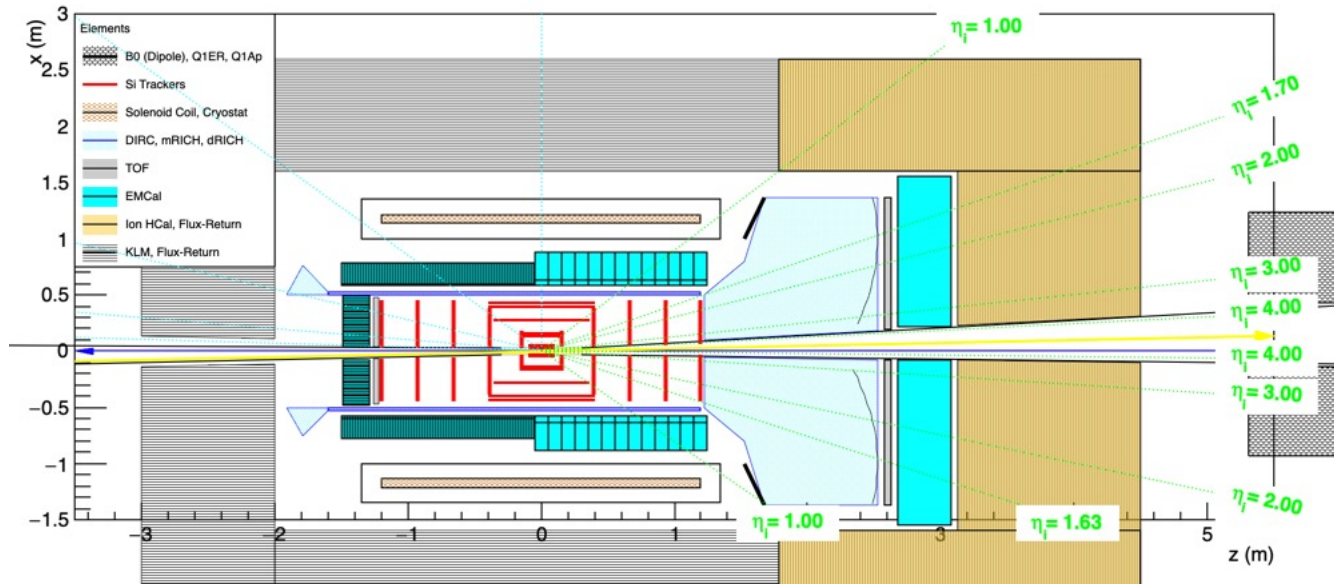 x (m)
3
2.5
2
1.5
1
0.5
0
−0.5
−1
−1.5
Elements
B0 (Dipole), Q1ER, Q1Ap
Si Trackers
Solenoid Coil, Cryostat
DIRC, mRICH, dRICH
TOF
EMCal
Ion HCal, Flux-Return
KLM, Flux-Return
ηi= 1.00
ηi= 1.70
ηi= 2.00
ηi= 3.00
ηi= 4.00
ηi= 4.00
ηi= 3.00
ηi= 2.00
ηi= 1.00
ηi= 1.63
−3 −2 −1 0 1 2 3 4 5
z (m)